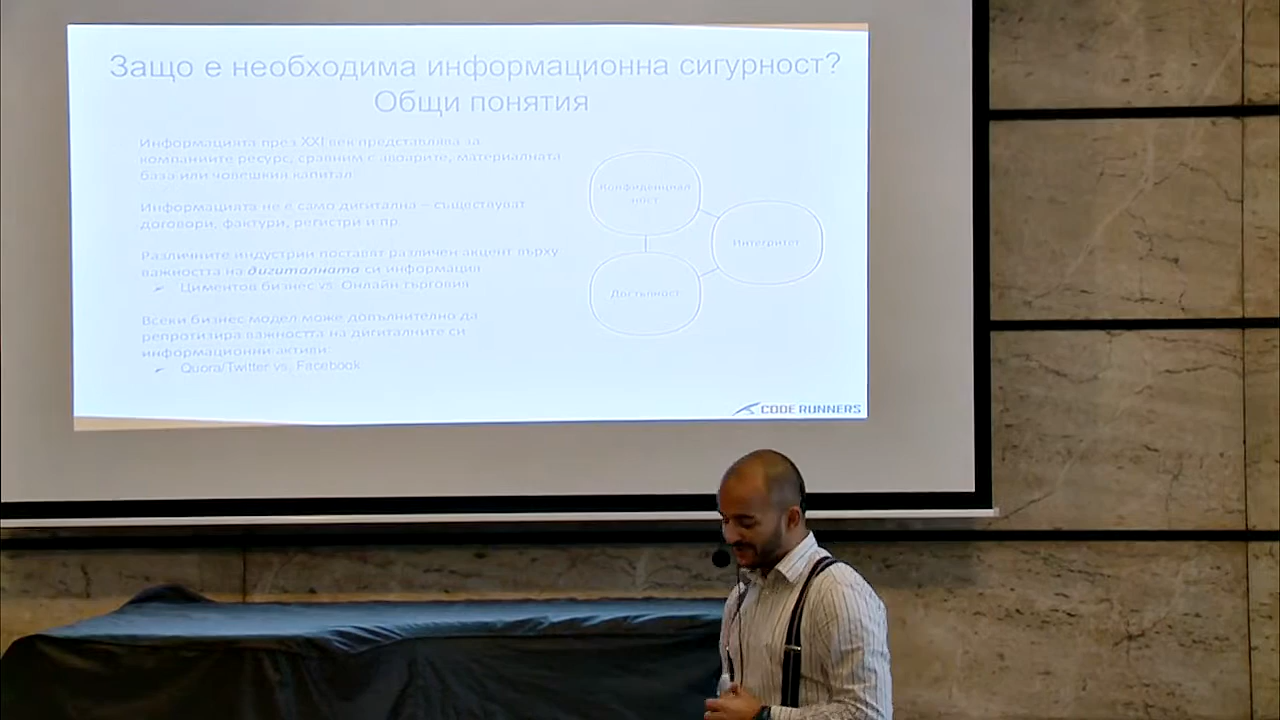 Защо е необходима информационна сигурност?
Общи понятия
Информацията през XXI век представлява за
компаниите ресурс, сравним с авоарите, материалната
база или човешкия капитал
Информацията не е само дигитална – съществуват
договори, фактури, регистри и пр.
Различните индустрии поставят различен акцент върху
важността на дигиталната си информация
➢ Циментов бизнес vs. Онлайн търговия
Всеки бизнес модел може допълнително да
репротизира важността на дигиталните си
информационни активи:
➢ Quora/Twitter vs. Facebook
Конфиденциал
ност
Интегритет
Достъпност
CODE RUNNERS